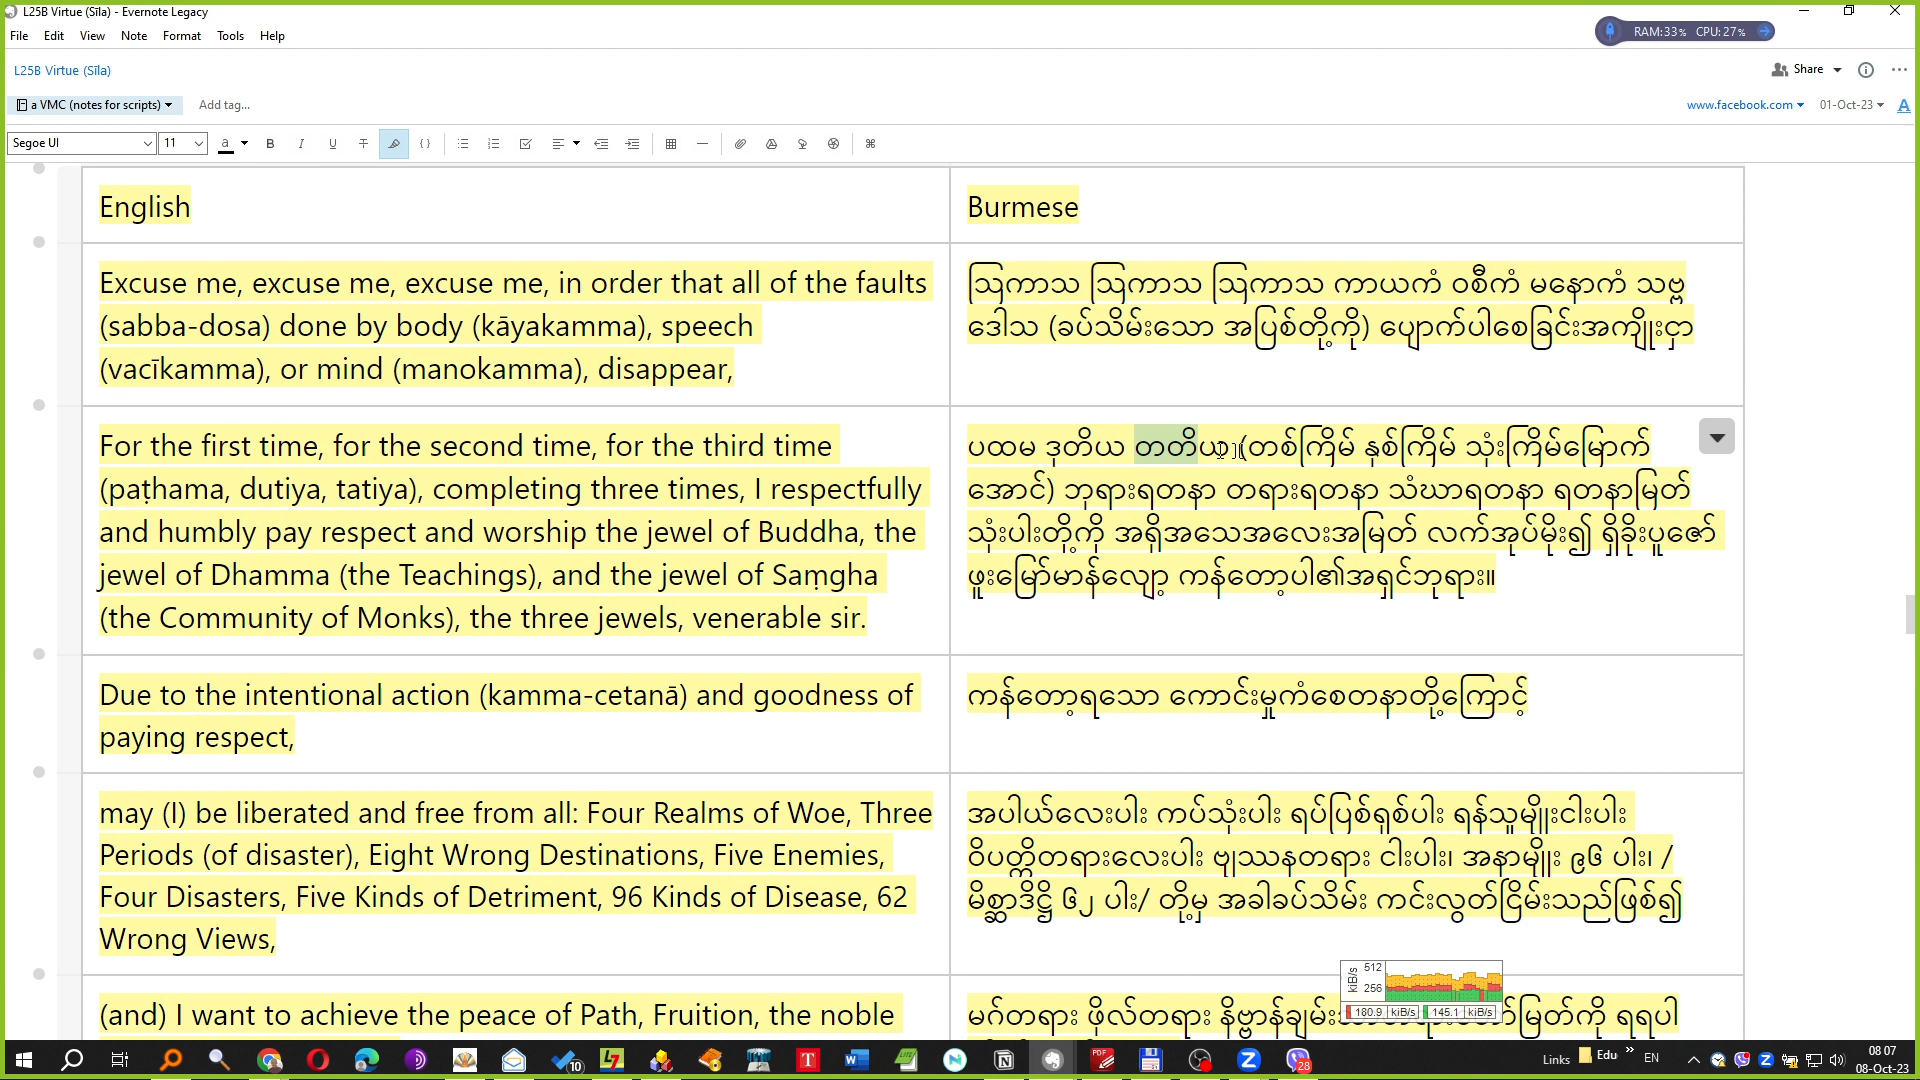 L25B Virtue (Sīla) - Evernote Legacy
File Edit View Note Format Tools Help
RAM:33% CPU:27%
L25B Virtue (Sīla)
Share
a VMC (notes for scripts) Add tag...
www.facebook.com 01-Oct-23
Segoe UI 11
English
Burmese
Excuse me, excuse me, excuse me, in order that all of the faults
(sabba-dosa) done by body (kāyakamma), speech
(vacīkamma), or mind (manokamma), disappear,
ဩကာသ ဩကာသ ဩကာသ ကာယကံ ဝစီကံ မနောကံ သဗ္ဗ
ဒေါသ (ခပ်သိမ်းသော အပြစ်တို့ကို) ပျောက်ပါစေခြင်းအကျိုးငှာ
For the first time, for the second time, for the third time
(paṭhama, dutiya, tatiya), completing three times, I respectfully
and humbly pay respect and worship the jewel of Buddha, the
jewel of Dhamma (the Teachings), and the jewel of Saṃgha
(the Community of Monks), the three jewels, venerable sir.
ပထမ ဒုတိယ တတိယ (တစ်ကြိမ် နှစ်ကြိမ် သုံးကြိမ်မြောက်
အောင်) ဘုရားရတနာ တရားရတနာ သံဃာရတနာ ရတနာမြတ်
သုံးပါးတို့ကို အရိုအသေအလေးအမြတ် လက်အုပ်မိုး၍ ရှိခိုးပူဇော်
ဖူးမြော်မာန်လျော့ ကန်တော့ပါ၏အရှင်ဘုရား။
Due to the intentional action (kamma-cetanā) and goodness of
paying respect,
ကန်တော့ရသော ကောင်းမှုကံစေတနာတို့ကြောင့်
may (I) be liberated and free from all: Four Realms of Woe, Three
Periods (of disaster), Eight Wrong Destinations, Five Enemies,
Four Disasters, Five Kinds of Detriment, 96 Kinds of Disease, 62
Wrong Views,
အပါယ်လေးပါး ကပ်သုံးပါး ရပ်ပြစ်ရှစ်ပါး ရန်သူမျိုးငါးပါး
ဝိပတ္တိတရားလေးပါး ဗျသနတရား ငါးပါး၊ အနာမျိုး ၉၆ ပါး၊ /
မိစ္ဆာဒိဋ္ဌိ ၆၂ ပါး/ တို့မှ အခါခပ်သိမ်း ကင်းလွတ်ငြိမ်းသည်ဖြစ်၍
(and) I want to achieve the peace of Path, Fruition, the noble
မဂ်တရား ဖိုလ်တရား နိဗ္ဗာန်ချမ်း
မြတ်ကို ရရပါ
kiB/s 512
256
180.9 kiB/s 145.1 kiB/s
10 28 Links Edu EN
08 07
08-Oct-23